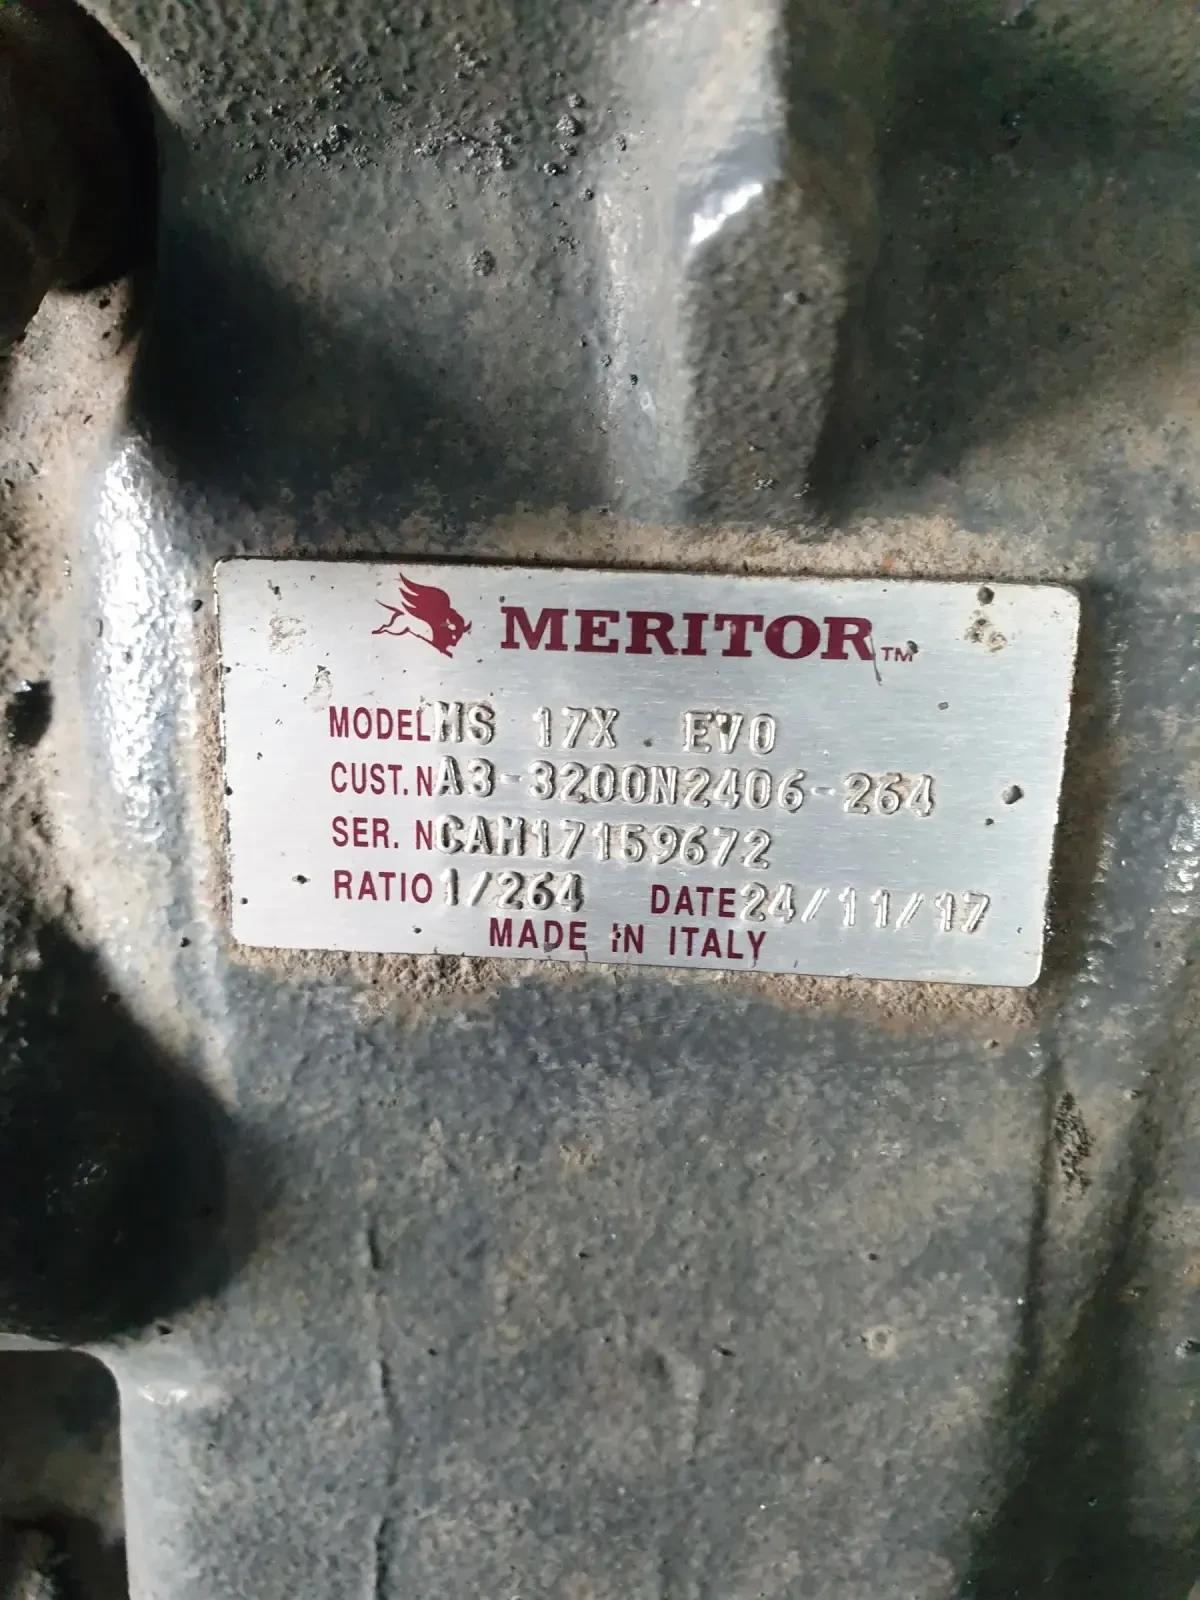 MERITOR™
MODEL MS 17X EVO
CUST. N A3-3200N2406-264
SER. N CAM17159672
RATIO 1/264 DATE 24/11/17
MADE IN ITALY